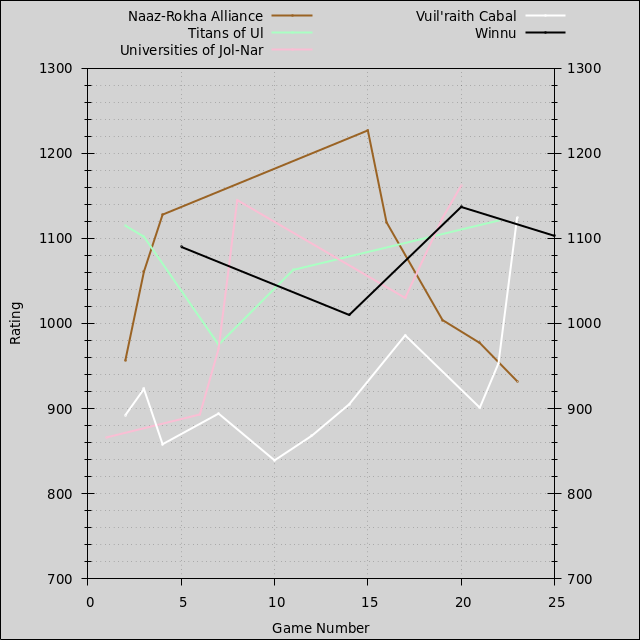 Naaz-Rokha Alliance
Titans of Ul
Universities of Jol-Nar
Vuil'raith Cabal
Winnu
1300
1200
1100
1000
900
800
700
1300
1200
1100
1000
900
800
700
Rating
0 5 10 15 20 25
Game Number